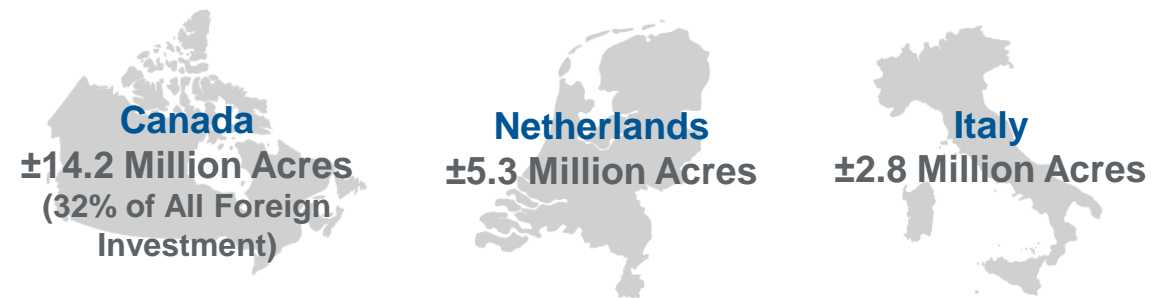 Canada
±14.2 Million Acres
(32% of All Foreign
Investment)
Netherlands
±5.3 Million Acres
Italy
±2.8 Million Acres